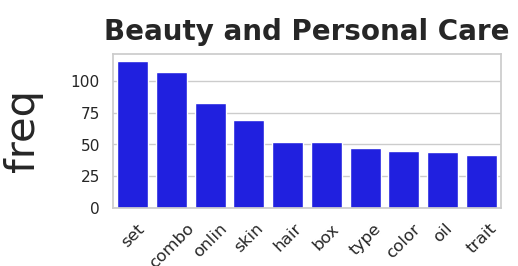 Beauty and Personal Care
freq
100
75
50
25
0
set combo onlin skin hair box type color oil trait